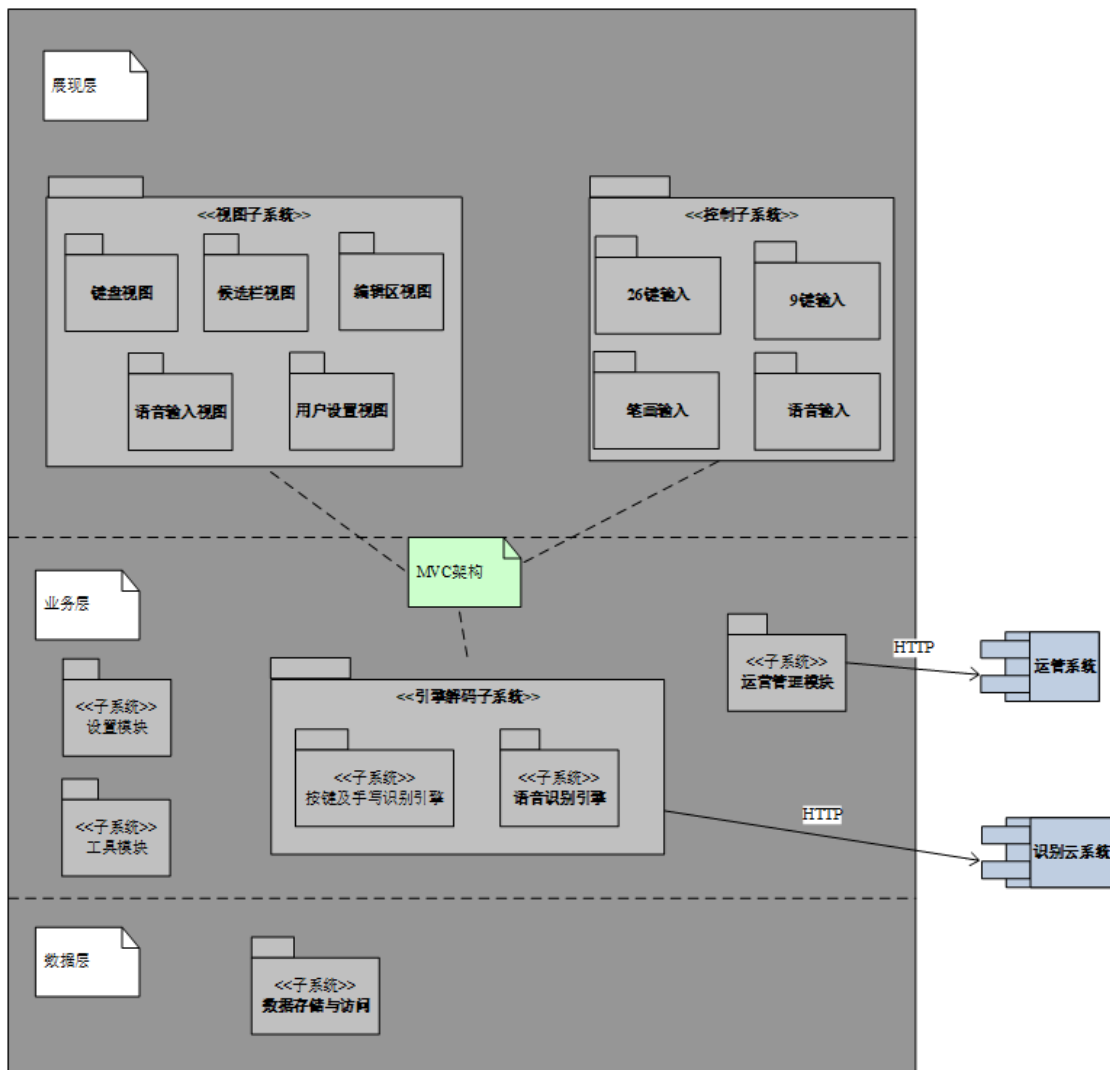 展现层
<<视图子系统>>
键盘视图
候选栏视图
编辑区视图
语音输入视图
用户设置视图
<<控制子系统>>
26键输入
9键输入
笔画输入
语音输入
MVC架构
业务层
<<子系统>>
设置模块
<<子系统>>
工具模块
<<引擎解码子系统>>
<<子系统>>
按键及手写识别引擎
<<子系统>>
语音识别引擎
<<子系统>>
运营管理模块
HTTP
运管系统
HTTP
识别云系统
数据层
<<子系统>>
数据存储与访问